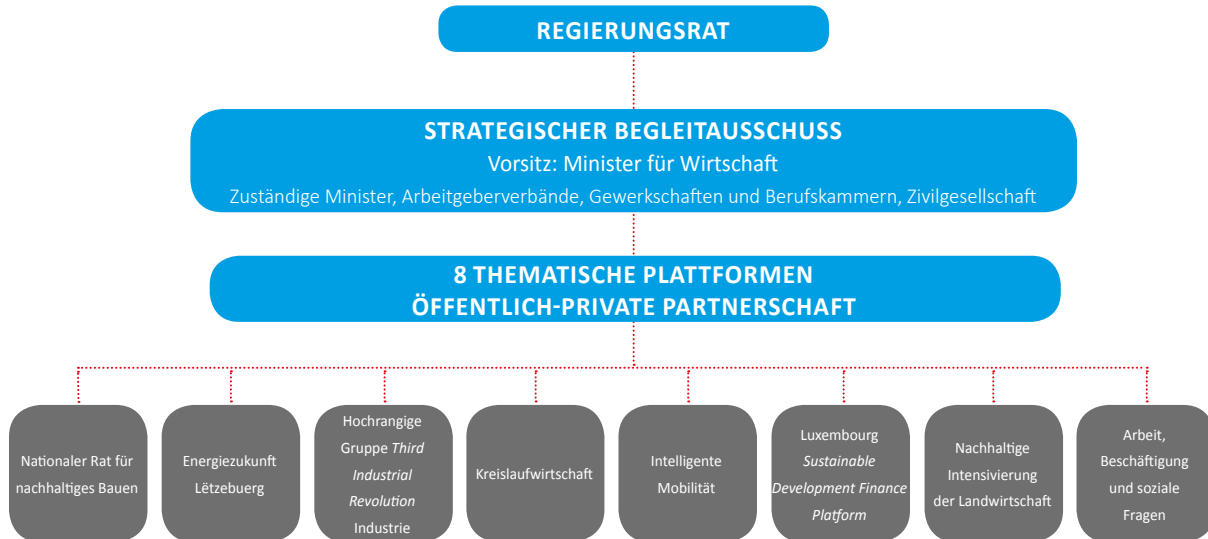 REGIERUNGSRAT
STRATEGISCHER BEGLEITAUSSCHUSS
Vorsitz: Minister für Wirtschaft
Zuständige Minister, Arbeitgeberverbände, Gewerkschaften und Berufskammern, Zivilgesellschaft
8 THEMATISCHE PLATTFORMEN
ÖFFENTLICH-PRIVATE PARTNERSCHAFT
Nationaler Rat für
nachhaltiges Bauen
Energiezukunft
Lëtzebuerg
Hochrangige
Gruppe Third
Industrial
Revolution
Industrie
Kreislaufwirtschaft
Intelligente
Mobilität
Luxembourg
Sustainable
Development Finance
Platform
Nachhaltige
Intensivierung
der Landwirtschaft
Arbeit,
Beschäftigung
und soziale
Fragen